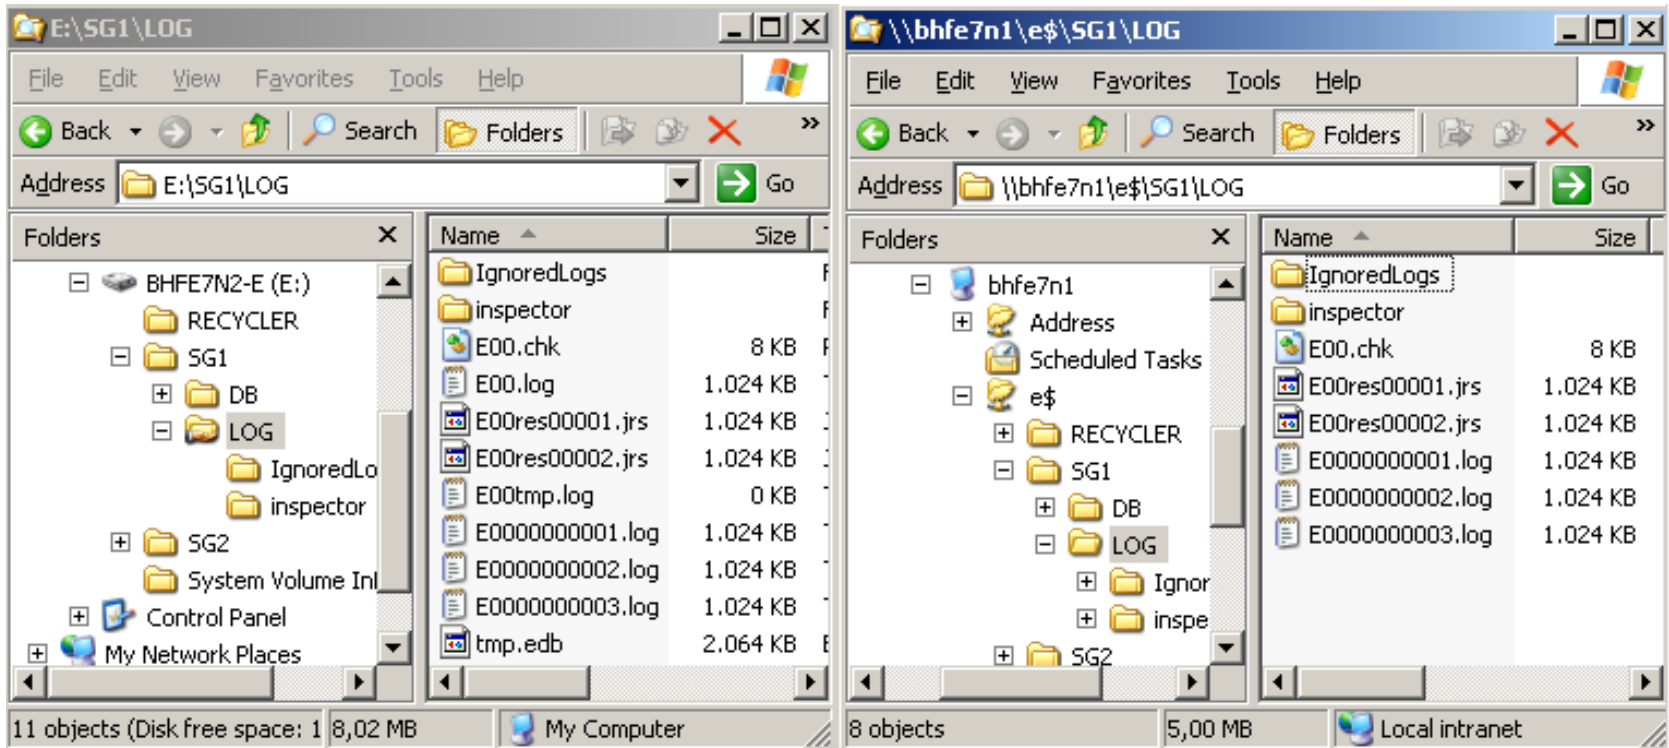 E:\SG1\LOG
File Edit View Favorites Tools Help
Back Search Folders »
Address E:\SG1\LOG Go
Folders
BHFE7N2-E (E:)
RECYCLER
SG1
DB
LOG
IgnoredLo
inspector
SG2
System Volume In
Control Panel
My Network Places
Name Size
IgnoredLogs
inspector
E00.chk 8 KB
E00.log 1.024 KB
E00res00001.jrs 1.024 KB
E00res00002.jrs 1.024 KB
E00tmp.log 0 KB
E0000000001.log 1.024 KB
E0000000002.log 1.024 KB
E0000000003.log 1.024 KB
tmp.edb 2.064 KB
11 objects (Disk free space: 1 8,02 MB My Computer
\\bhfe7n1\e$\SG1\LOG
File Edit View Favorites Tools Help
Back Search Folders »
Address \\bhfe7n1\e$\SG1\LOG Go
Folders
bhfe7n1
Address
Scheduled Tasks
e$
RECYCLER
SG1
DB
LOG
Ignor
inspe
SG2
Name Size
IgnoredLogs
inspector
E00.chk 8 KB
E00res00001.jrs 1.024 KB
E00res00002.jrs 1.024 KB
E0000000001.log 1.024 KB
E0000000002.log 1.024 KB
E0000000003.log 1.024 KB
8 objects 5,00 MB Local intranet